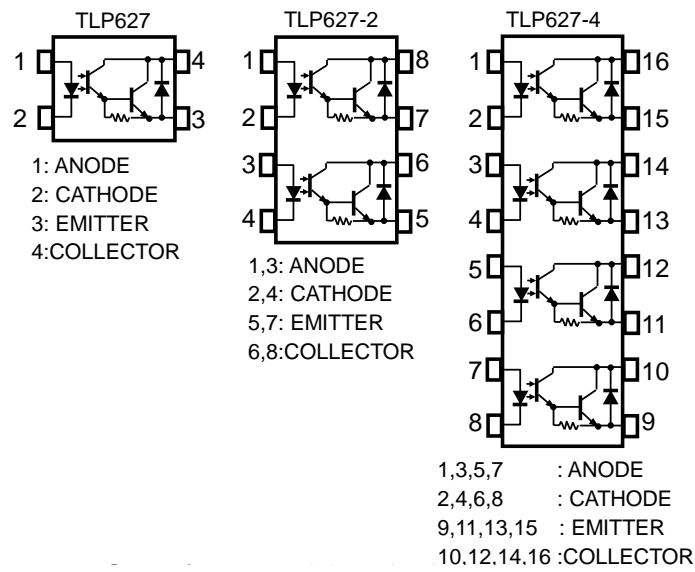 TLP627
1
4
2
3
1: ANODE
2: CATHODE
3: EMITTER
4:COLLECTOR
TLP627-2
1
8
2
7
3
6
4
5
1,3: ANODE
2,4: CATHODE
5,7: EMITTER
6,8:COLLECTOR
TLP627-4
1
16
2
15
3
14
4
13
5
12
6
11
7
10
8
9
1,3,5,7 : ANODE
2,4,6,8 : CATHODE
9,11,13,15 : EMITTER
10,12,14,16 :COLLECTOR